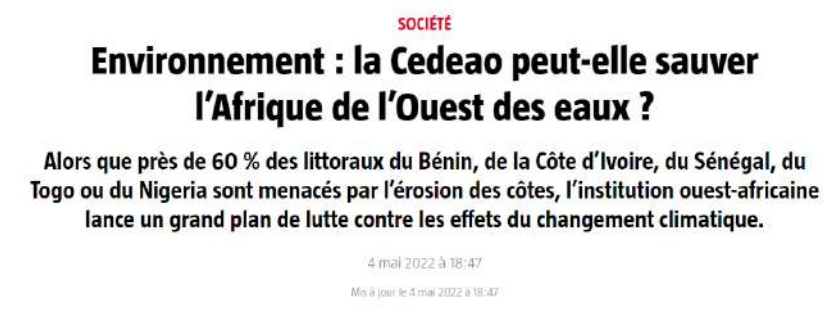 SOCIÉTÉ
Environnement : la Cedeao peut-elle sauver
l’Afrique de l’Ouest des eaux ?
Alors que près de 60 % des littoraux du Bénin, de la Côte d’Ivoire, du Sénégal, du
Togo ou du Nigeria sont menacés par l’érosion des côtes, l’institution ouest-africaine
lance un grand plan de lutte contre les effets du changement climatique.
4 mai 2022 à 18:47
Mis à jour le 4 mai 2022 à 18:47